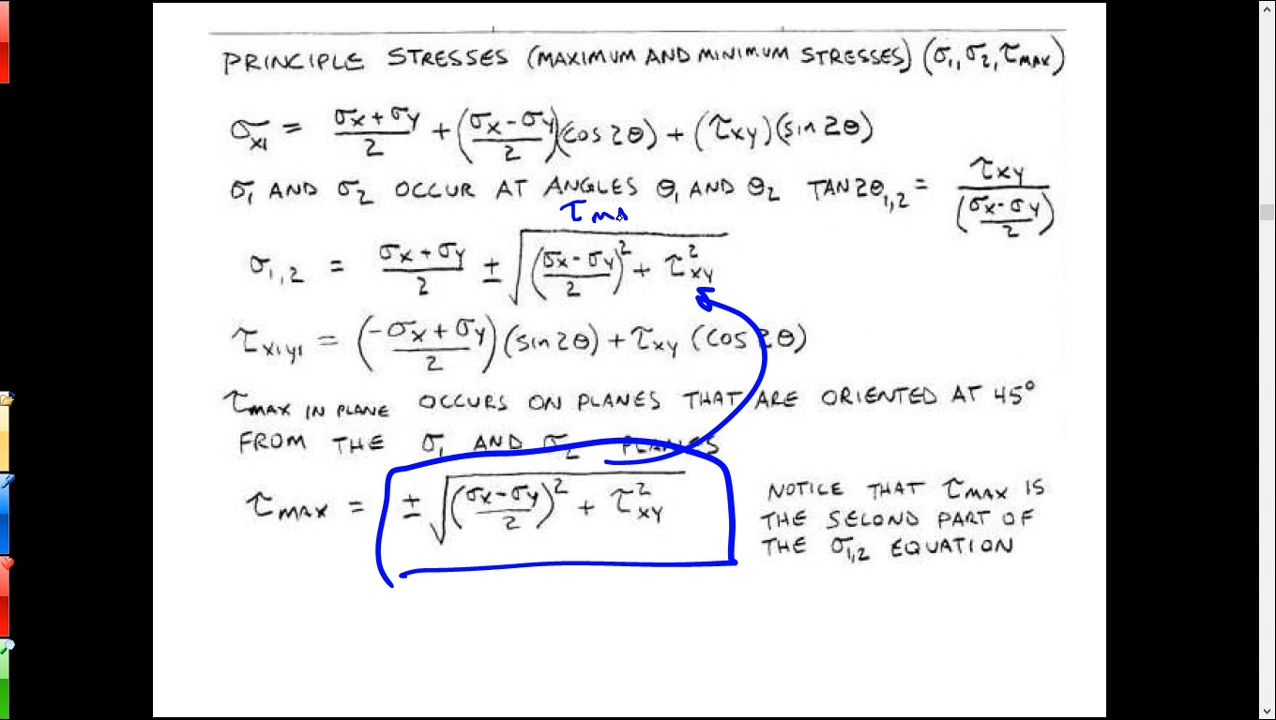 PRINCIPLE STRESSES (MAXIMUM AND MINIMUM STRESSES) (σ₁, σ₂, τMAX)
σx₁ = (σx + σy)/2 + ((σx - σy)/2)(cos 2θ) + (τxy)(sin 2θ)
σ₁ AND σ₂ OCCUR AT ANGLES θ₁ AND θ₂ TAN2θ₁,₂ = τxy/((σx - σy)/2)
τ MA
σ₁,₂ = (σx + σy)/2 ± √(((σx - σy)/2)² + τ²xy)
τx₁y₁ = ((-σx + σy)/2)(sin 2θ) + τxy (cos 2θ)
τMAX IN PLANE OCCURS ON PLANES THAT ARE ORIENTED AT 45°
FROM THE σ₁ AND σ₂ PLANES
τMAX = ± √(((σx - σy)/2)² + τ²xy)
NOTICE THAT τMAX IS
THE SECOND PART OF
THE σ₁,₂ EQUATION